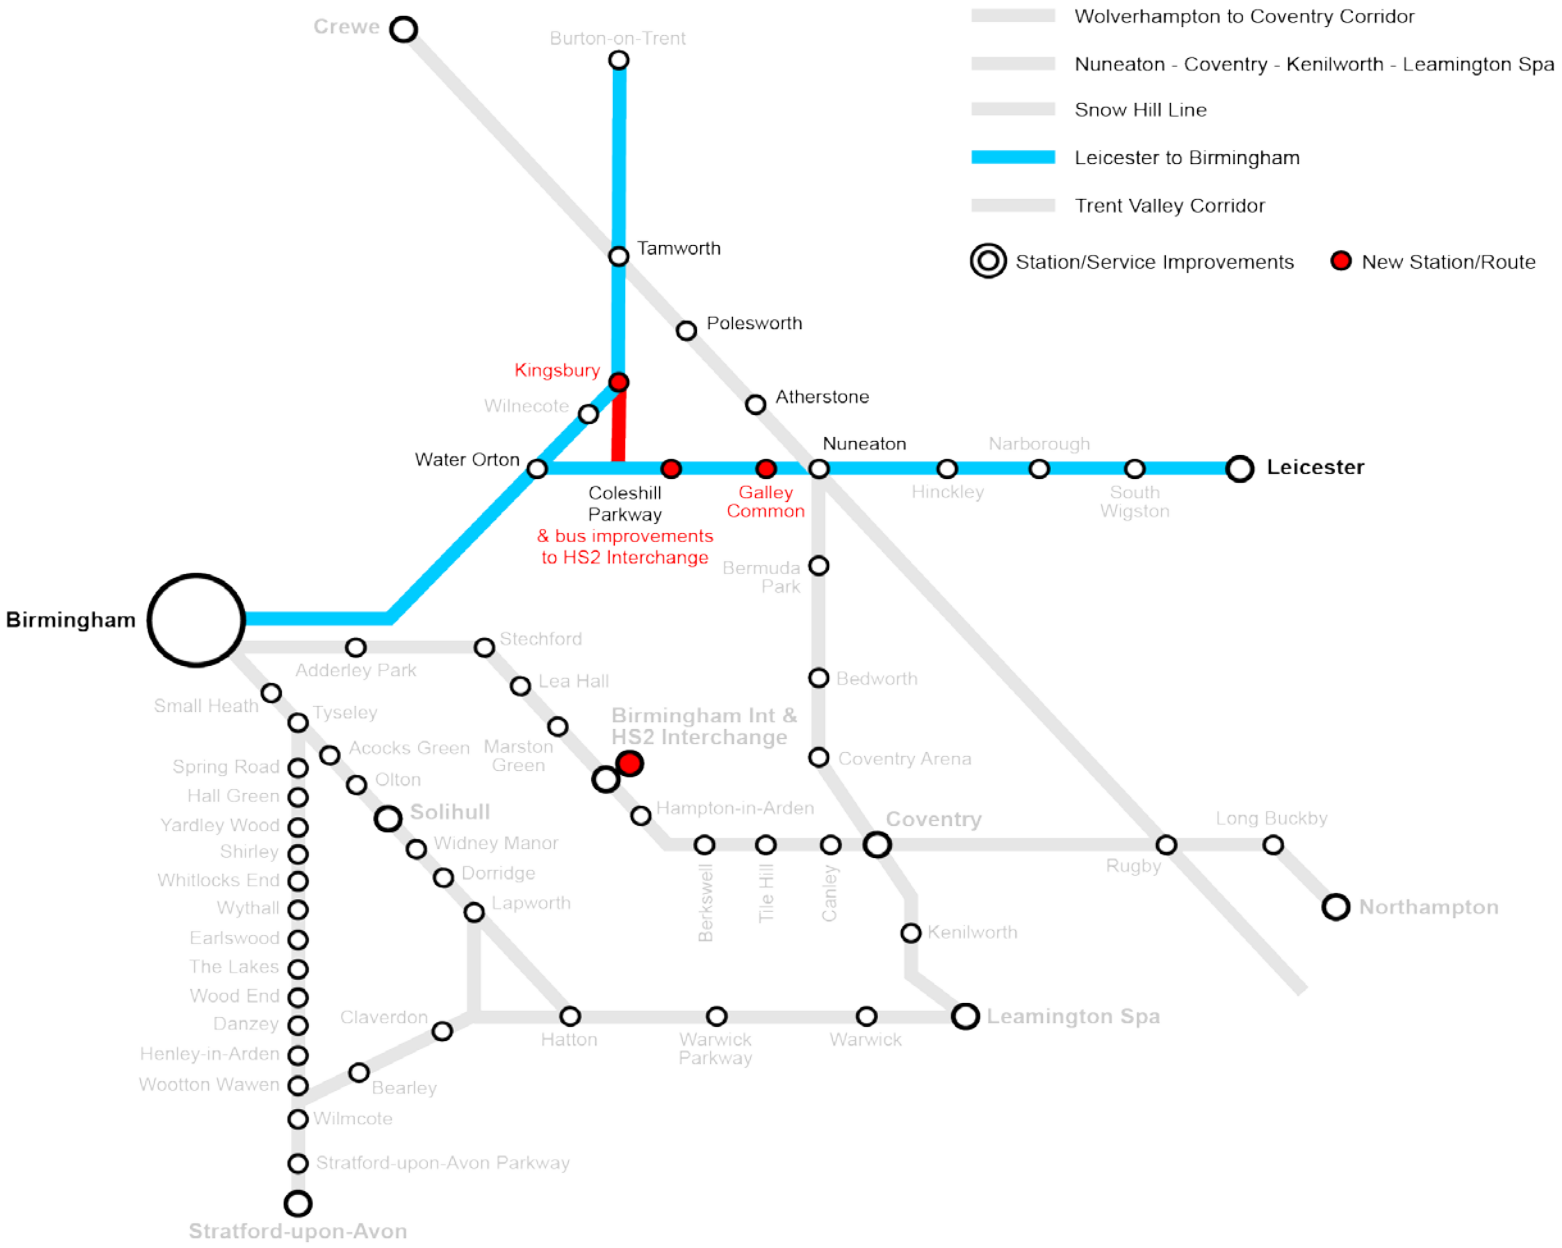 Crewe
Burton-on-Trent
Wolverhampton to Coventry Corridor
Nuneaton - Coventry - Kenilworth - Leamington Spa
Snow Hill Line
Leicester to Birmingham
Trent Valley Corridor
Station/Service Improvements
New Station/Route
Tamworth
Polesworth
Kingsbury
Wilnecote
Atherstone
Water Orton
Nuneaton
Narborough
Leicester
Coleshill
Parkway
& bus improvements
to HS2 Interchange
Galley
Common
Hinckley
South
Wigston
Bermuda
Park
Birmingham
Adderley Park
Stechford
Lea Hall
Marston
Green
Birmingham Int &
HS2 Interchange
Bedworth
Coventry Arena
Small Heath
Tyseley
Acocks Green
Olton
Solihull
Widney Manor
Dorridge
Lapworth
Spring Road
Hall Green
Yardley Wood
Shirley
Whitlocks End
Wythall
Earlswood
The Lakes
Wood End
Danzey
Henley-in-Arden
Wootton Wawen
Hampton-in-Arden
Berkswell
Tile Hill
Canley
Coventry
Rugby
Long Buckby
Northampton
Kenilworth
Leamington Spa
Claverdon
Bearley
Hatton
Warwick
Parkway
Warwick
Wilmcote
Stratford-upon-Avon Parkway
Stratford-upon-Avon